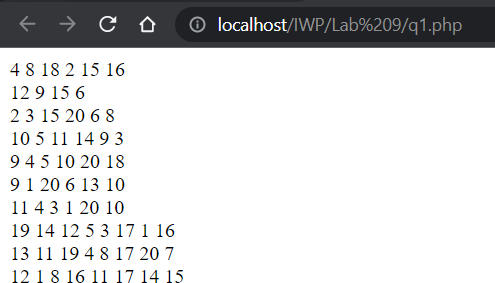 localhost/IWP/Lab%209/q1.php
4 8 18 2 15 16
12 9 15 6
2 3 15 20 6 8
10 5 11 14 9 3
9 4 5 10 20 18
9 1 20 6 13 10
11 4 3 1 20 10
19 14 12 5 3 17 1 16
13 11 19 4 8 17 20 7
12 1 8 16 11 17 14 15